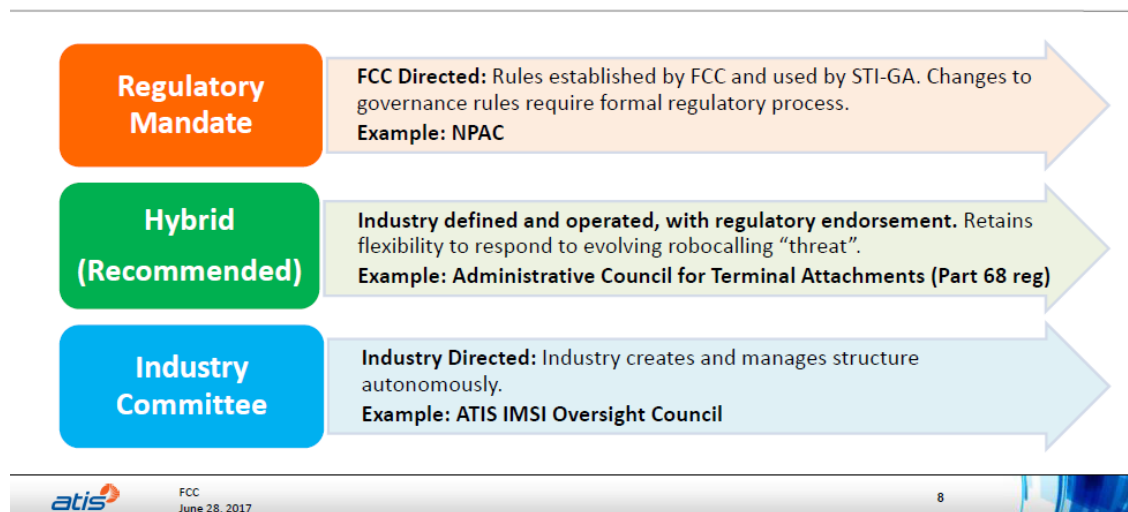 Regulatory
Mandate
FCC Directed: Rules established by FCC and used by STI-GA. Changes to
governance rules require formal regulatory process.
Example: NPAC
Hybrid
(Recommended)
Industry defined and operated, with regulatory endorsement. Retains
flexibility to respond to evolving robocalling “threat”.
Example: Administrative Council for Terminal Attachments (Part 68 reg)
Industry
Committee
Industry Directed: Industry creates and manages structure
autonomously.
Example: ATIS IMSI Oversight Council
atis
FCC
June 28, 2017
8